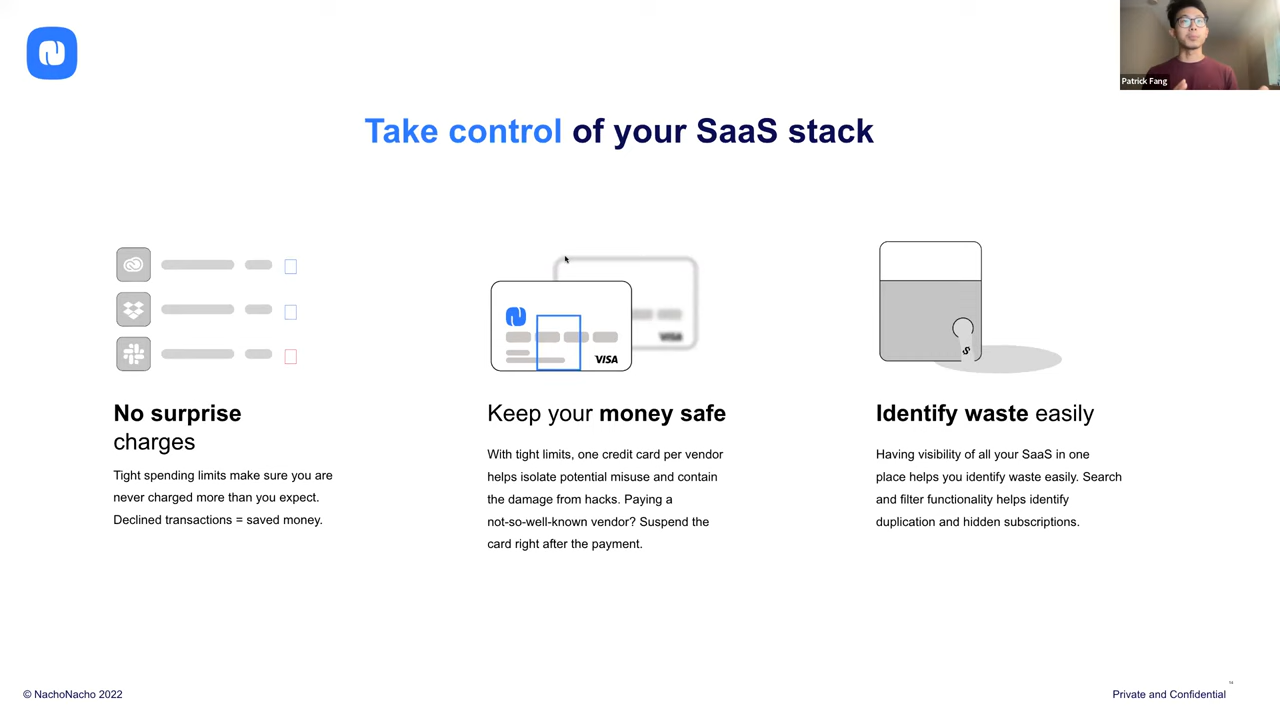 Patrick Fang
Take control of your SaaS stack
VISA
VISA
$
No surprise
charges
Tight spending limits make sure you are
never charged more than you expect.
Declined transactions = saved money.
Keep your money safe
With tight limits, one credit card per vendor
helps isolate potential misuse and contain
the damage from hacks. Paying a
not-so-well-known vendor? Suspend the
card right after the payment.
Identify waste easily
Having visibility of all your SaaS in one
place helps you identify waste easily. Search
and filter functionality helps identify
duplication and hidden subscriptions.
© NachoNacho 2022
Private and Confidential